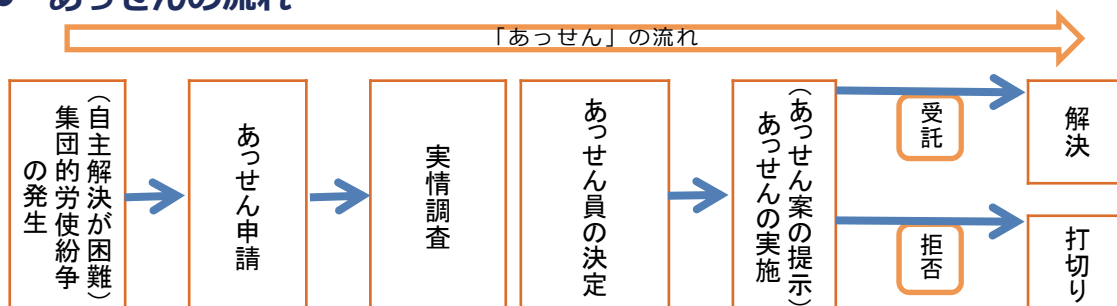 あっせんの流れ
「あっせん」の流れ
（自主解決が困難）
集団的労使紛争
の発生
あっせん申請
実情調査
あっせん員の決定
（あっせん案の提示）
あっせんの実施
受託
拒否
解決
打切り